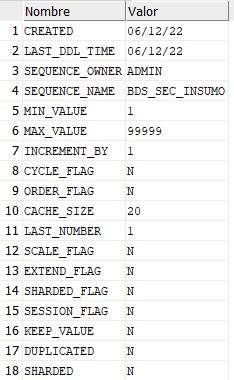 Nombre Valor
1 CREATED 06/12/22
2 LAST_DDL_TIME 06/12/22
3 SEQUENCE_OWNER ADMIN
4 SEQUENCE_NAME BDS_SEC_INSUMO
5 MIN_VALUE 1
6 MAX_VALUE 99999
7 INCREMENT_BY 1
8 CYCLE_FLAG N
9 ORDER_FLAG N
10 CACHE_SIZE 20
11 LAST_NUMBER 1
12 SCALE_FLAG N
13 EXTEND_FLAG N
14 SHARDED_FLAG N
15 SESSION_FLAG N
16 KEEP_VALUE N
17 DUPLICATED N
18 SHARDED N